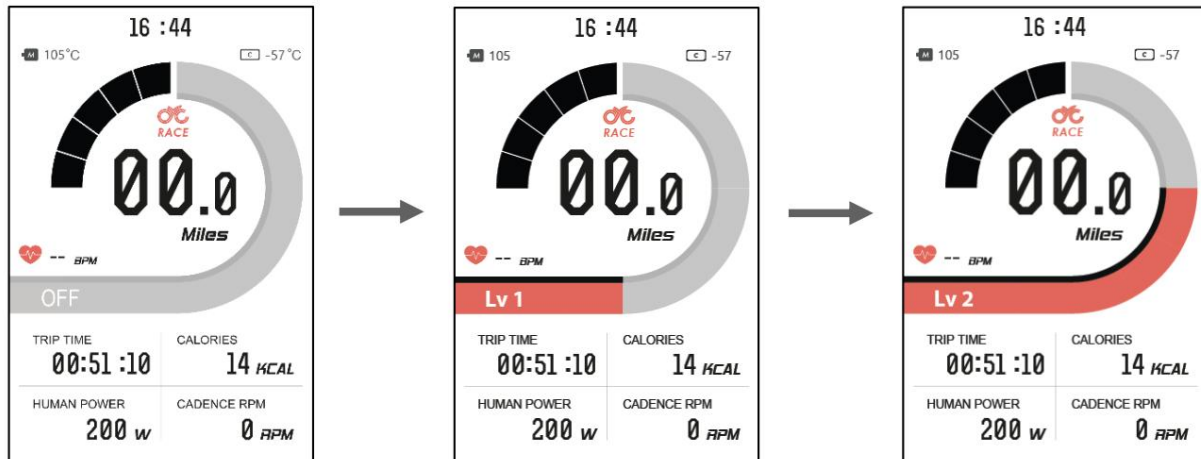 16 :44
M 105°C
C -57°C
RACE
00.0
Miles
-- BPM
OFF
TRIP TIME
CALORIES
00:51 :10
14 KCAL
HUMAN POWER
CADENCE RPM
200 W
0 RPM
16 :44
M 105
C -57
RACE
00.0
Miles
-- BPM
Lv 1
TRIP TIME
CALORIES
00:51 :10
14 KCAL
HUMAN POWER
CADENCE RPM
200 W
0 RPM
16 :44
M 105
C -57
RACE
00.0
Miles
-- BPM
Lv 2
TRIP TIME
CALORIES
00:51 :10
14 KCAL
HUMAN POWER
CADENCE RPM
200 W
0 RPM